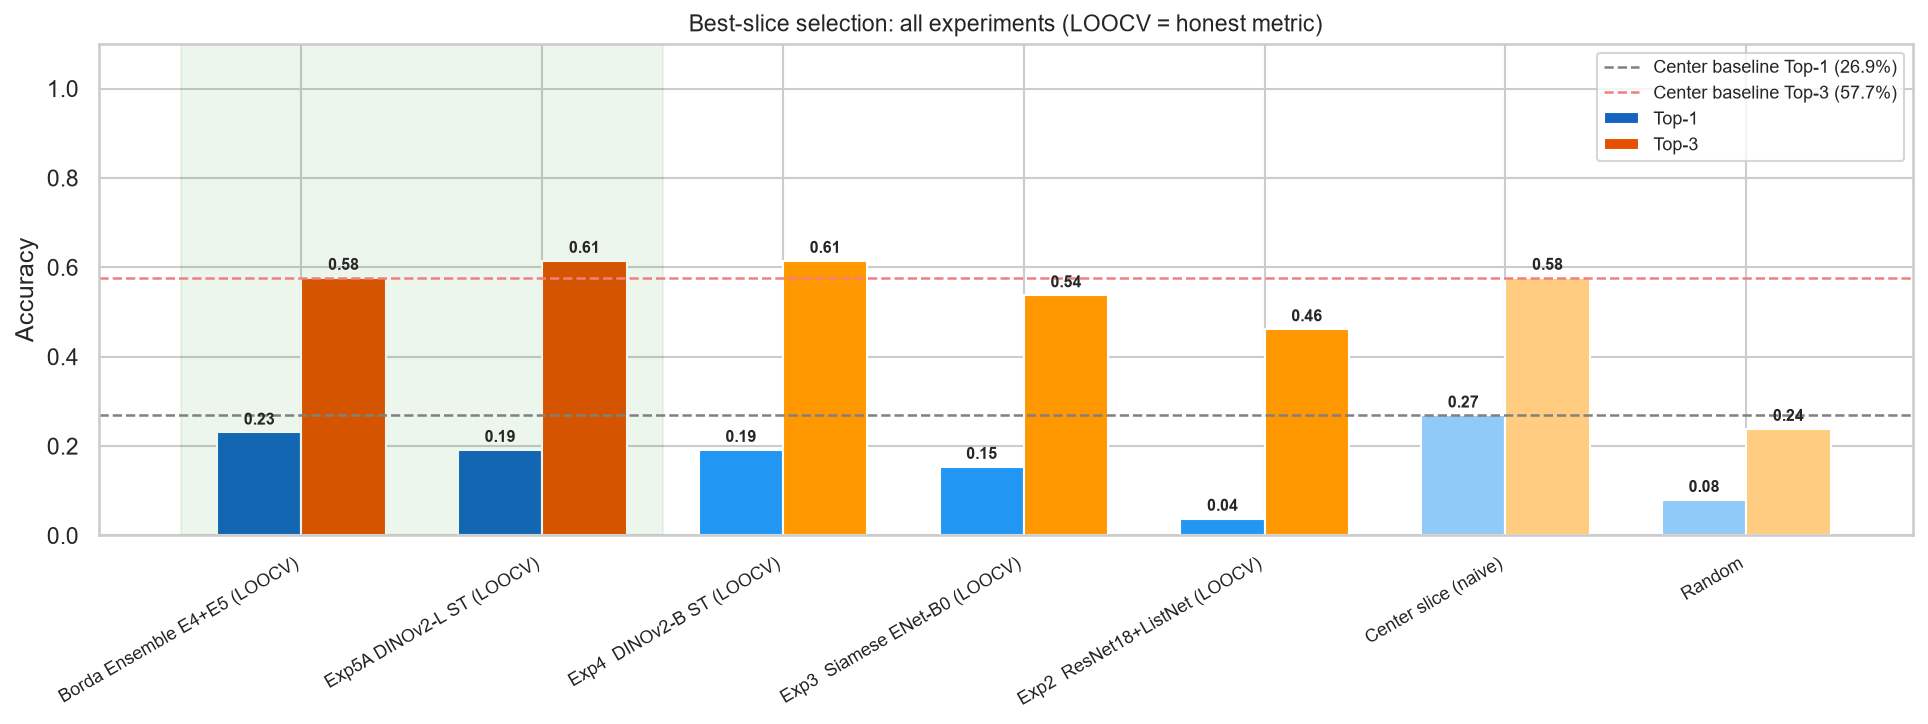 Best-slice selection: all experiments (LOOCV = honest metric)
Center baseline Top-1 (26.9%)
Center baseline Top-3 (57.7%)
Top-1
Top-3
Accuracy
1.0
0.8
0.6
0.4
0.2
0.0
0.23
0.58
0.19
0.61
0.19
0.61
0.15
0.54
0.04
0.46
0.27
0.58
0.08
0.24
Borda Ensemble E4+E5 (LOOCV)
Exp5A DINOv2-L ST (LOOCV)
Exp4  DINOv2-B ST (LOOCV)
Exp3  Siamese ENet-B0 (LOOCV)
Exp2  ResNet18+ListNet (LOOCV)
Center slice (naive)
Random